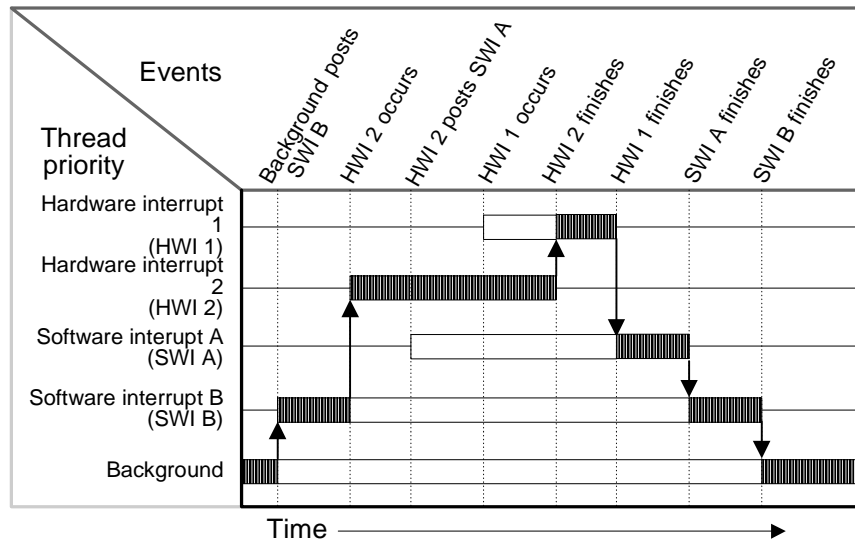 Events
Thread
priority
Background posts
SWI B
HWI 2 occurs
HWI 2 posts SWI A
HWI 1 occurs
HWI 2 finishes
HWI 1 finishes
SWI A finishes
SWI B finishes
Hardware interrupt
1
(HWI 1)
Hardware interrupt
2
(HWI 2)
Software interupt A
(SWI A)
Software interrupt B
(SWI B)
Background
Time